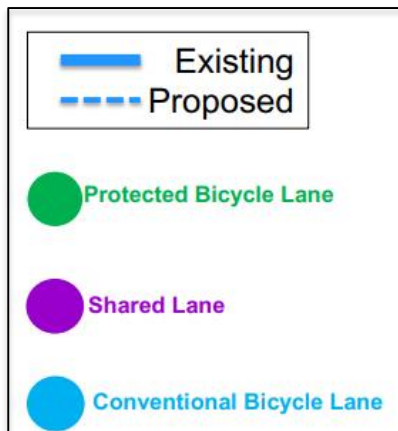 Existing
Proposed
Protected Bicycle Lane
Shared Lane
Conventional Bicycle Lane